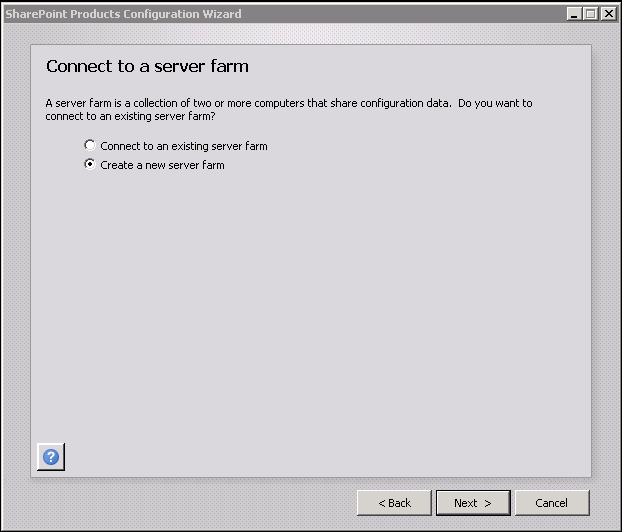 SharePoint Products Configuration Wizard
Connect to a server farm
A server farm is a collection of two or more computers that share configuration data.  Do you want to
connect to an existing server farm?
Connect to an existing server farm
Create a new server farm
?
< Back
Next >
Cancel